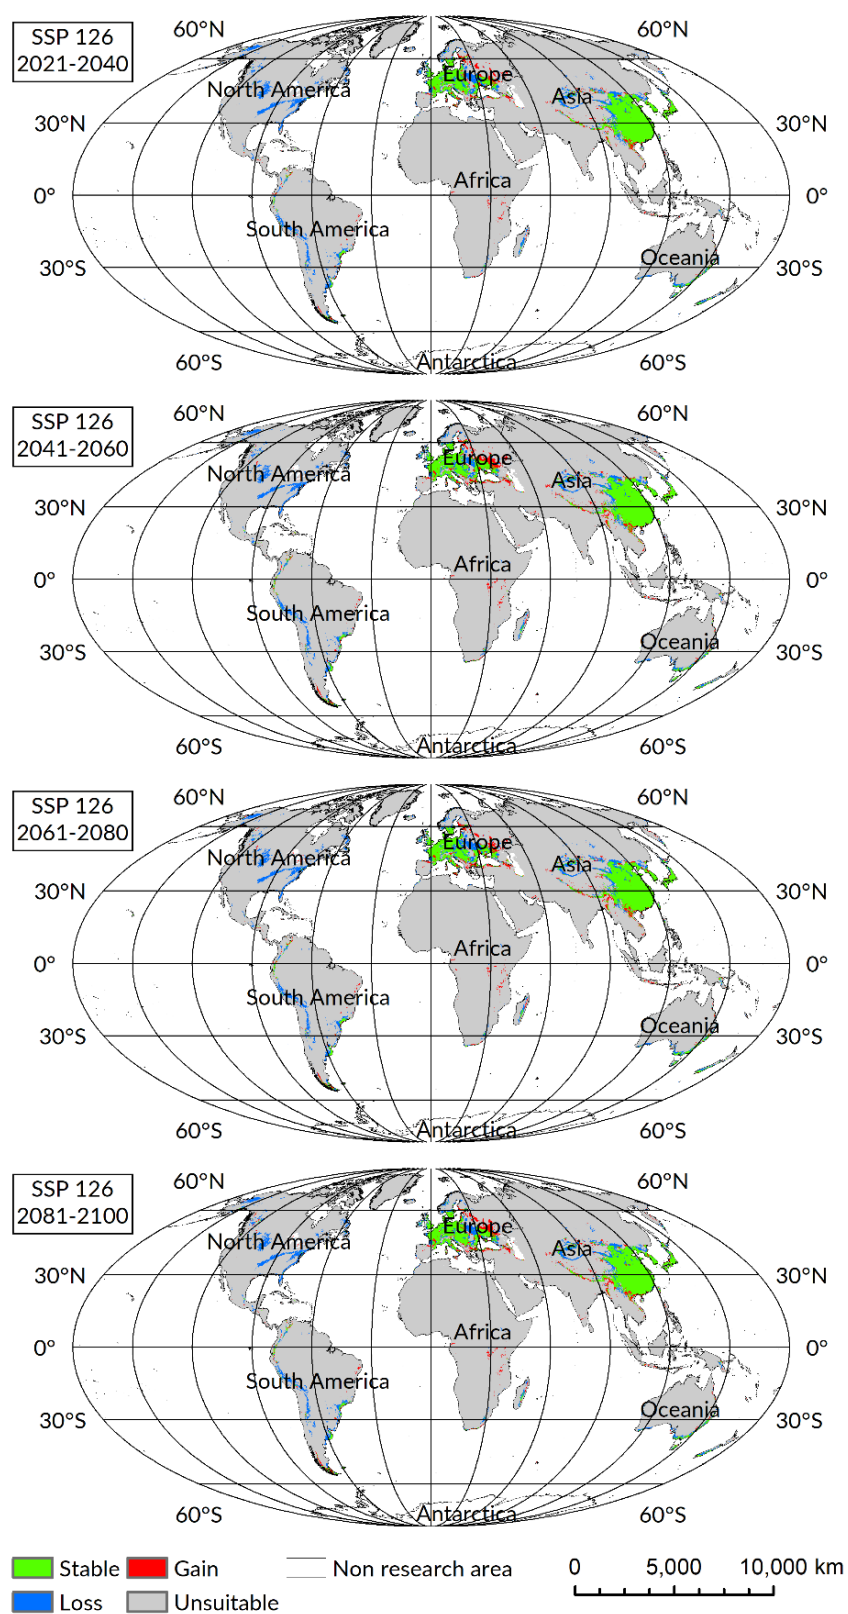 SSP 126
2021-2040
60°N
60°N
North America
Europe
Asia
30°N
30°N
Africa
0°
0°
South America
Oceania
30°S
30°S
60°S
Antarctica
60°S
SSP 126
2041-2060
60°N
60°N
North America
Europe
Asia
30°N
30°N
Africa
0°
0°
South America
Oceania
30°S
30°S
60°S
Antarctica
60°S
SSP 126
2061-2080
60°N
60°N
North America
Europe
Asia
30°N
30°N
Africa
0°
0°
South America
Oceania
30°S
30°S
60°S
Antarctica
60°S
SSP 126
2081-2100
60°N
60°N
North America
Europe
Asia
30°N
30°N
Africa
0°
0°
South America
Oceania
30°S
30°S
60°S
Antarctica
60°S
Stable Gain Non research area
Loss Unsuitable
0 5,000 10,000 km